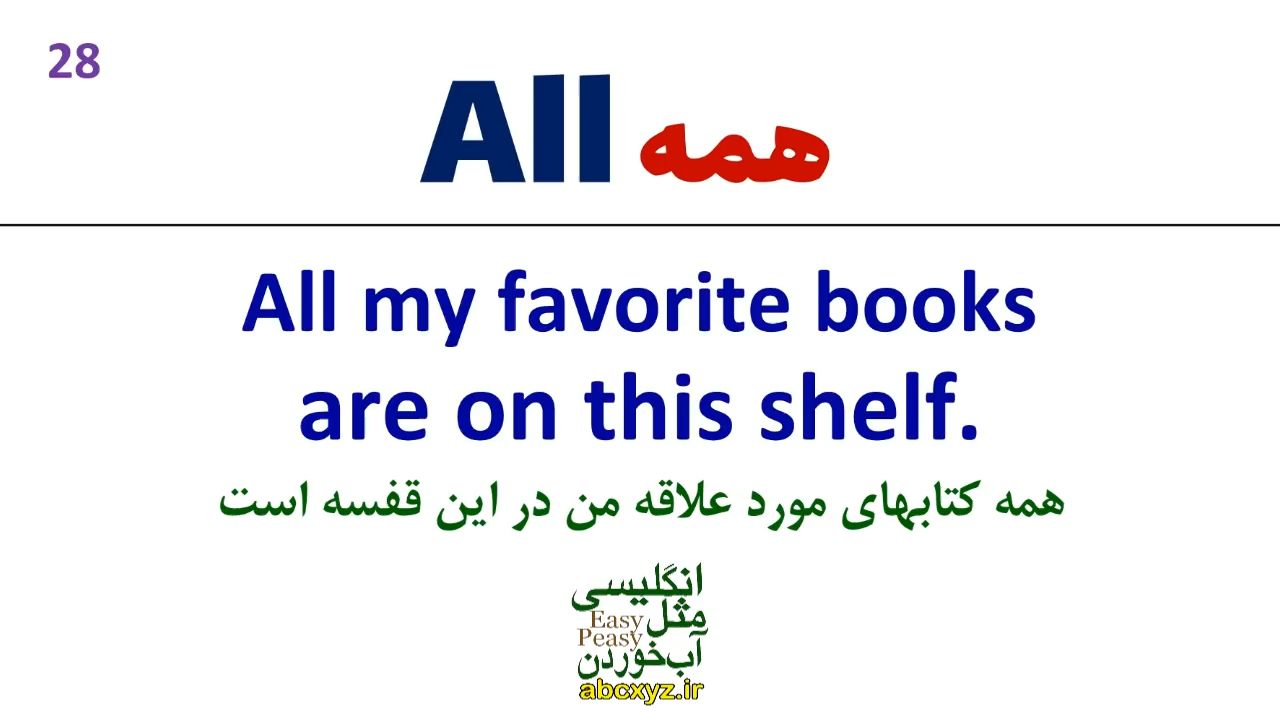 28
All همه
All my favorite books
are on this shelf.
همه کتابهای مورد علاقه من در این قفسه است
انگلیسی
مثل
Easy
Peasy
آب‌خوردن
abcxyz.ir